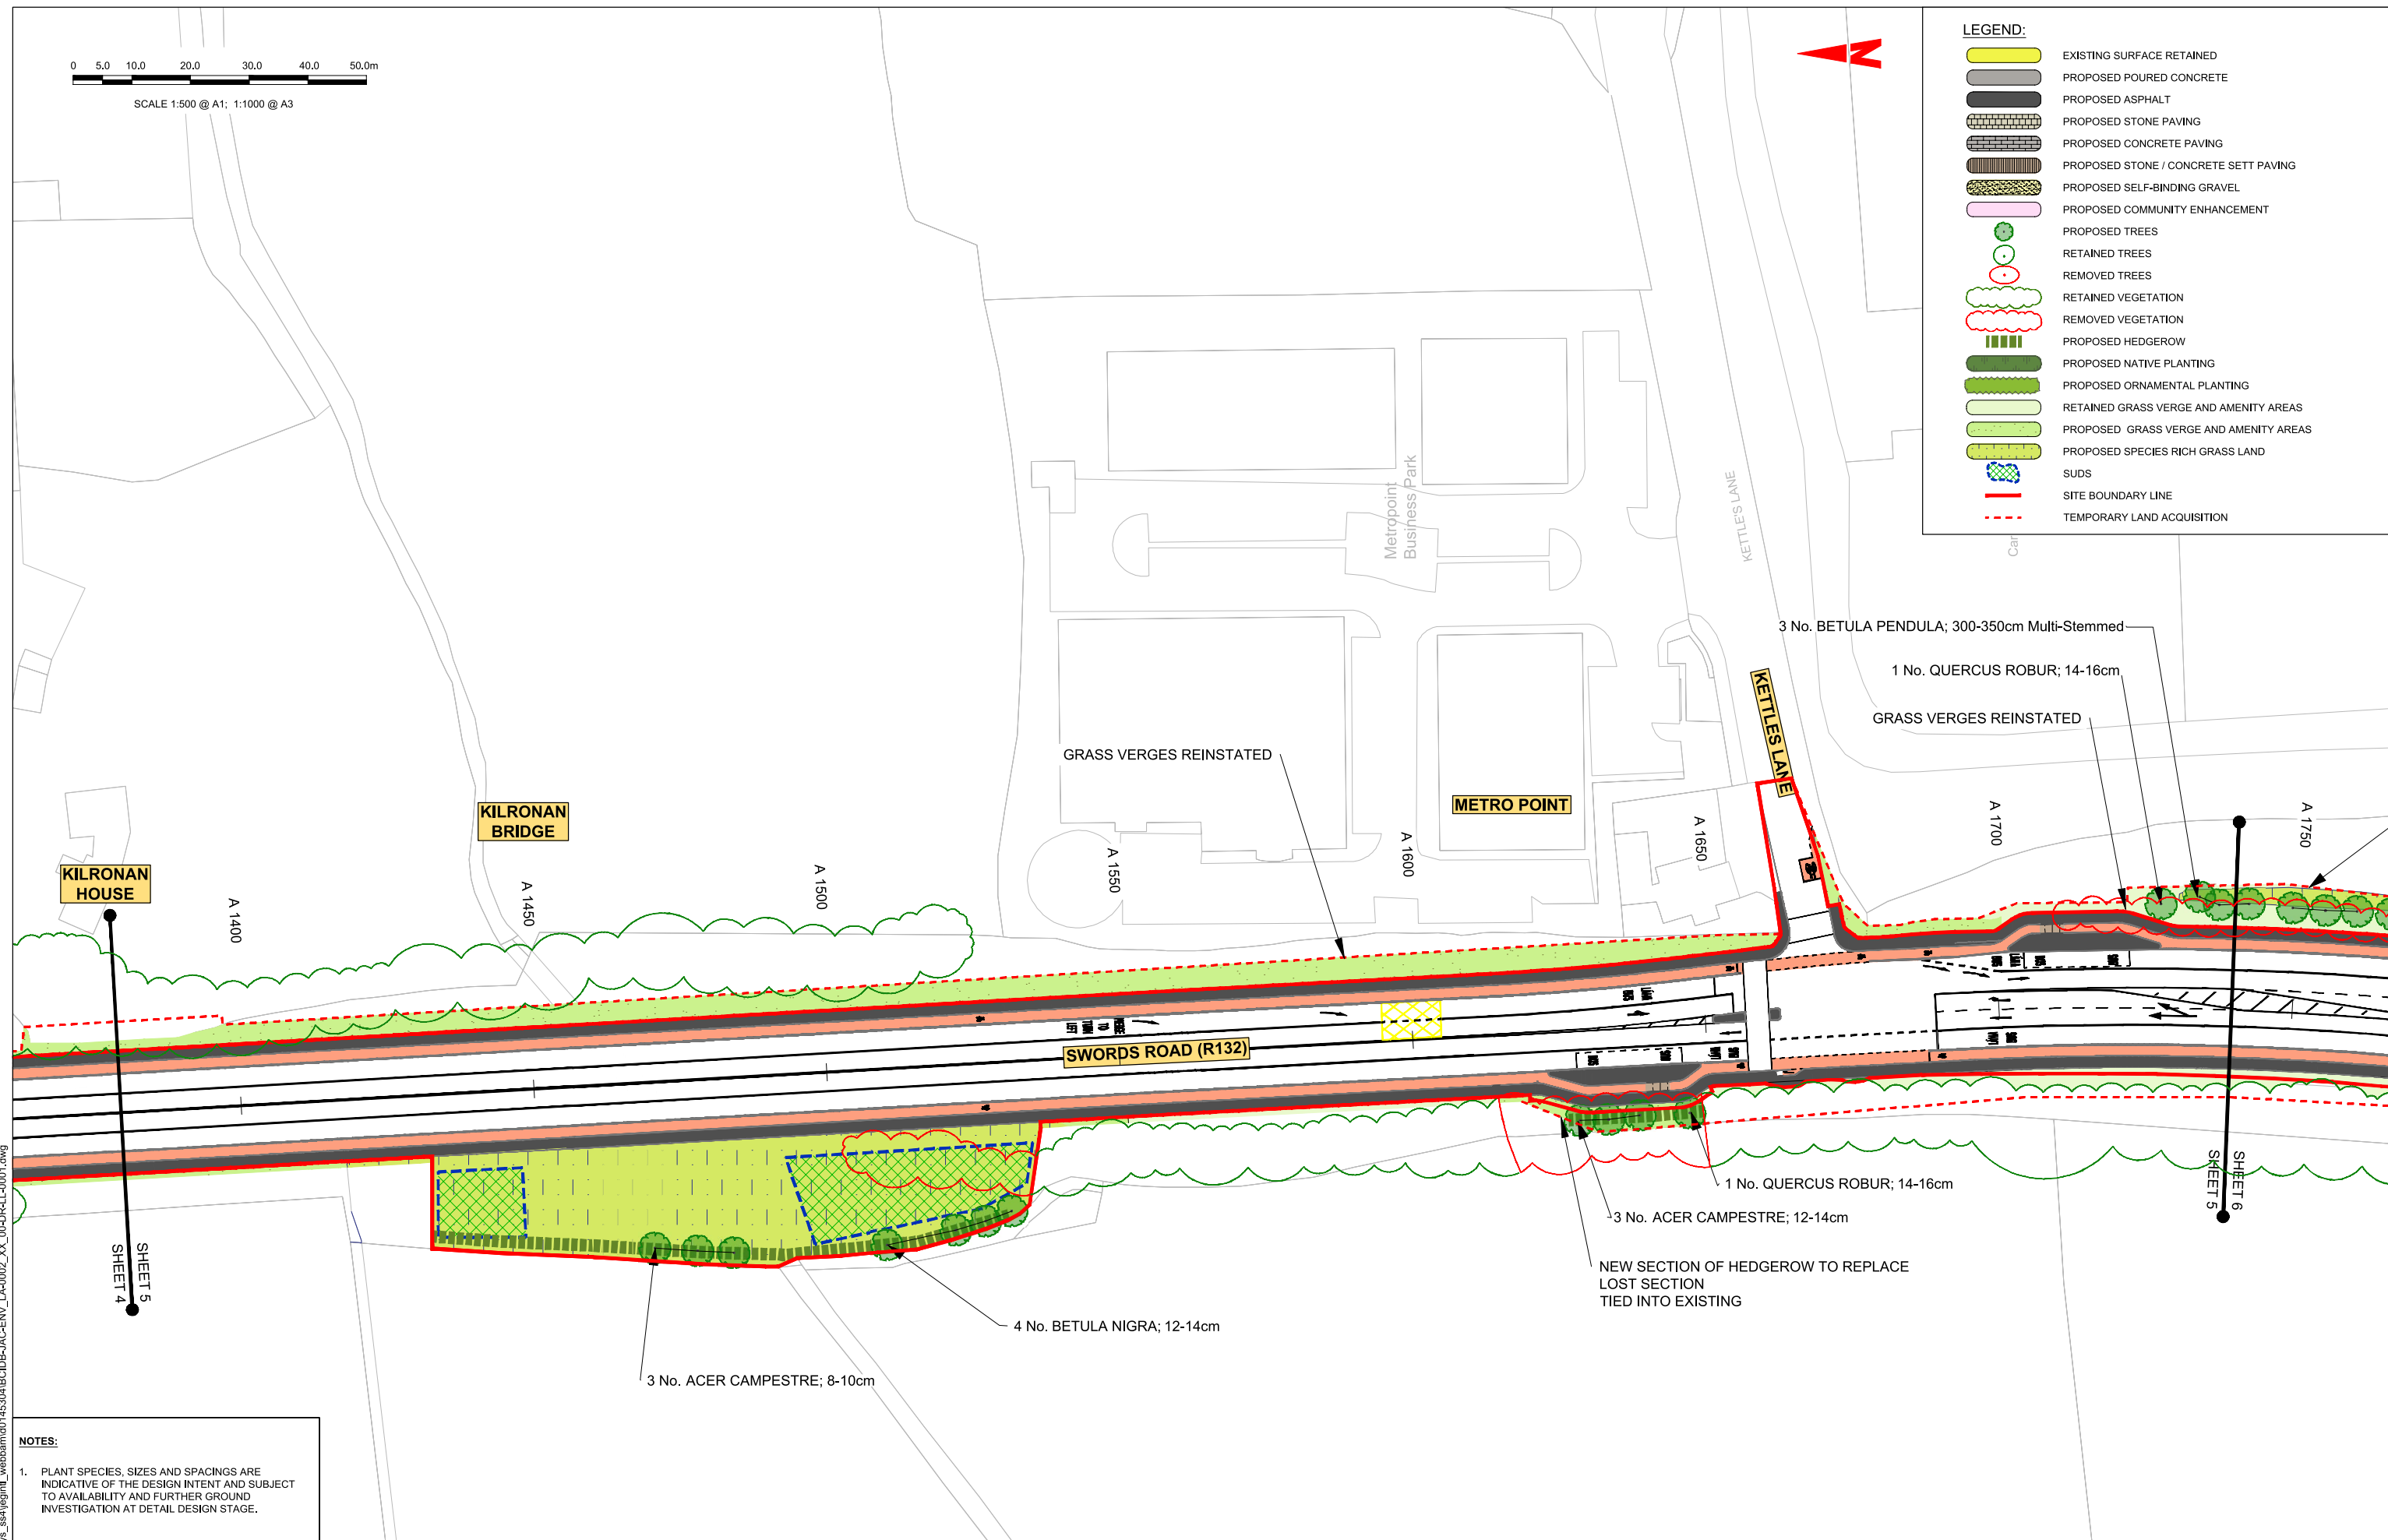 0 5.0 10.0 20.0 30.0 40.0 50.0m
SCALE 1:500 @ A1; 1:1000 @ A3
N
LEGEND:
EXISTING SURFACE RETAINED
PROPOSED POURED CONCRETE
PROPOSED ASPHALT
PROPOSED STONE PAVING
PROPOSED CONCRETE PAVING
PROPOSED STONE / CONCRETE SETT PAVING
PROPOSED SELF-BINDING GRAVEL
PROPOSED COMMUNITY ENHANCEMENT
PROPOSED TREES
RETAINED TREES
REMOVED TREES
RETAINED VEGETATION
REMOVED VEGETATION
PROPOSED HEDGEROW
PROPOSED NATIVE PLANTING
PROPOSED ORNAMENTAL PLANTING
RETAINED GRASS VERGE AND AMENITY AREAS
PROPOSED GRASS VERGE AND AMENITY AREAS
PROPOSED SPECIES RICH GRASS LAND
SUDS
SITE BOUNDARY LINE
TEMPORARY LAND ACQUISITION
Car
Metropoint
Business Park
KETTLE'S LANE
3 No. BETULA PENDULA; 300-350cm Multi-Stemmed
1 No. QUERCUS ROBUR; 14-16cm
GRASS VERGES REINSTATED
KETTLES LANE
GRASS VERGES REINSTATED
KILRONAN
BRIDGE
METRO POINT
KILRONAN
HOUSE
A 1400
A 1450
A 1500
A 1550
A 1600
A 1650
A 1700
A 1750
SWORDS ROAD (R132)
SHEET 5
SHEET 4
SHEET 6
SHEET 5
1 No. QUERCUS ROBUR; 14-16cm
3 No. ACER CAMPESTRE; 12-14cm
NEW SECTION OF HEDGEROW TO REPLACE
LOST SECTION
TIED INTO EXISTING
4 No. BETULA NIGRA; 12-14cm
3 No. ACER CAMPESTRE; 8-10cm
NOTES:
1. PLANT SPECIES, SIZES AND SPACINGS ARE
INDICATIVE OF THE DESIGN INTENT AND SUBJECT
TO AVAILABILITY AND FURTHER GROUND
INVESTIGATION AT DETAIL DESIGN STAGE.